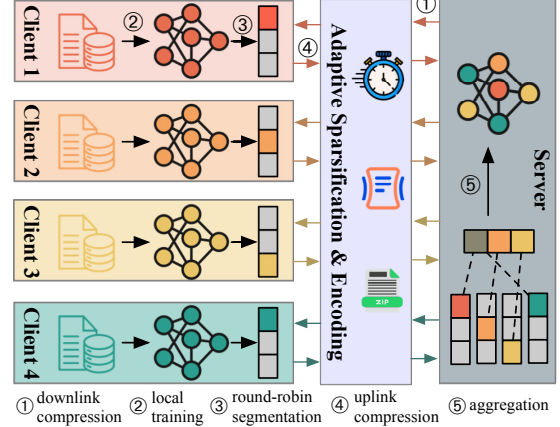 Client 1
②
③
④
①
Client 2
Client 3
Client 4
Adaptive Sparsification & Encoding
ZIP
Server
⑤
① downlink compression
② local training
③ round-robin segmentation
④ uplink compression
⑤ aggregation